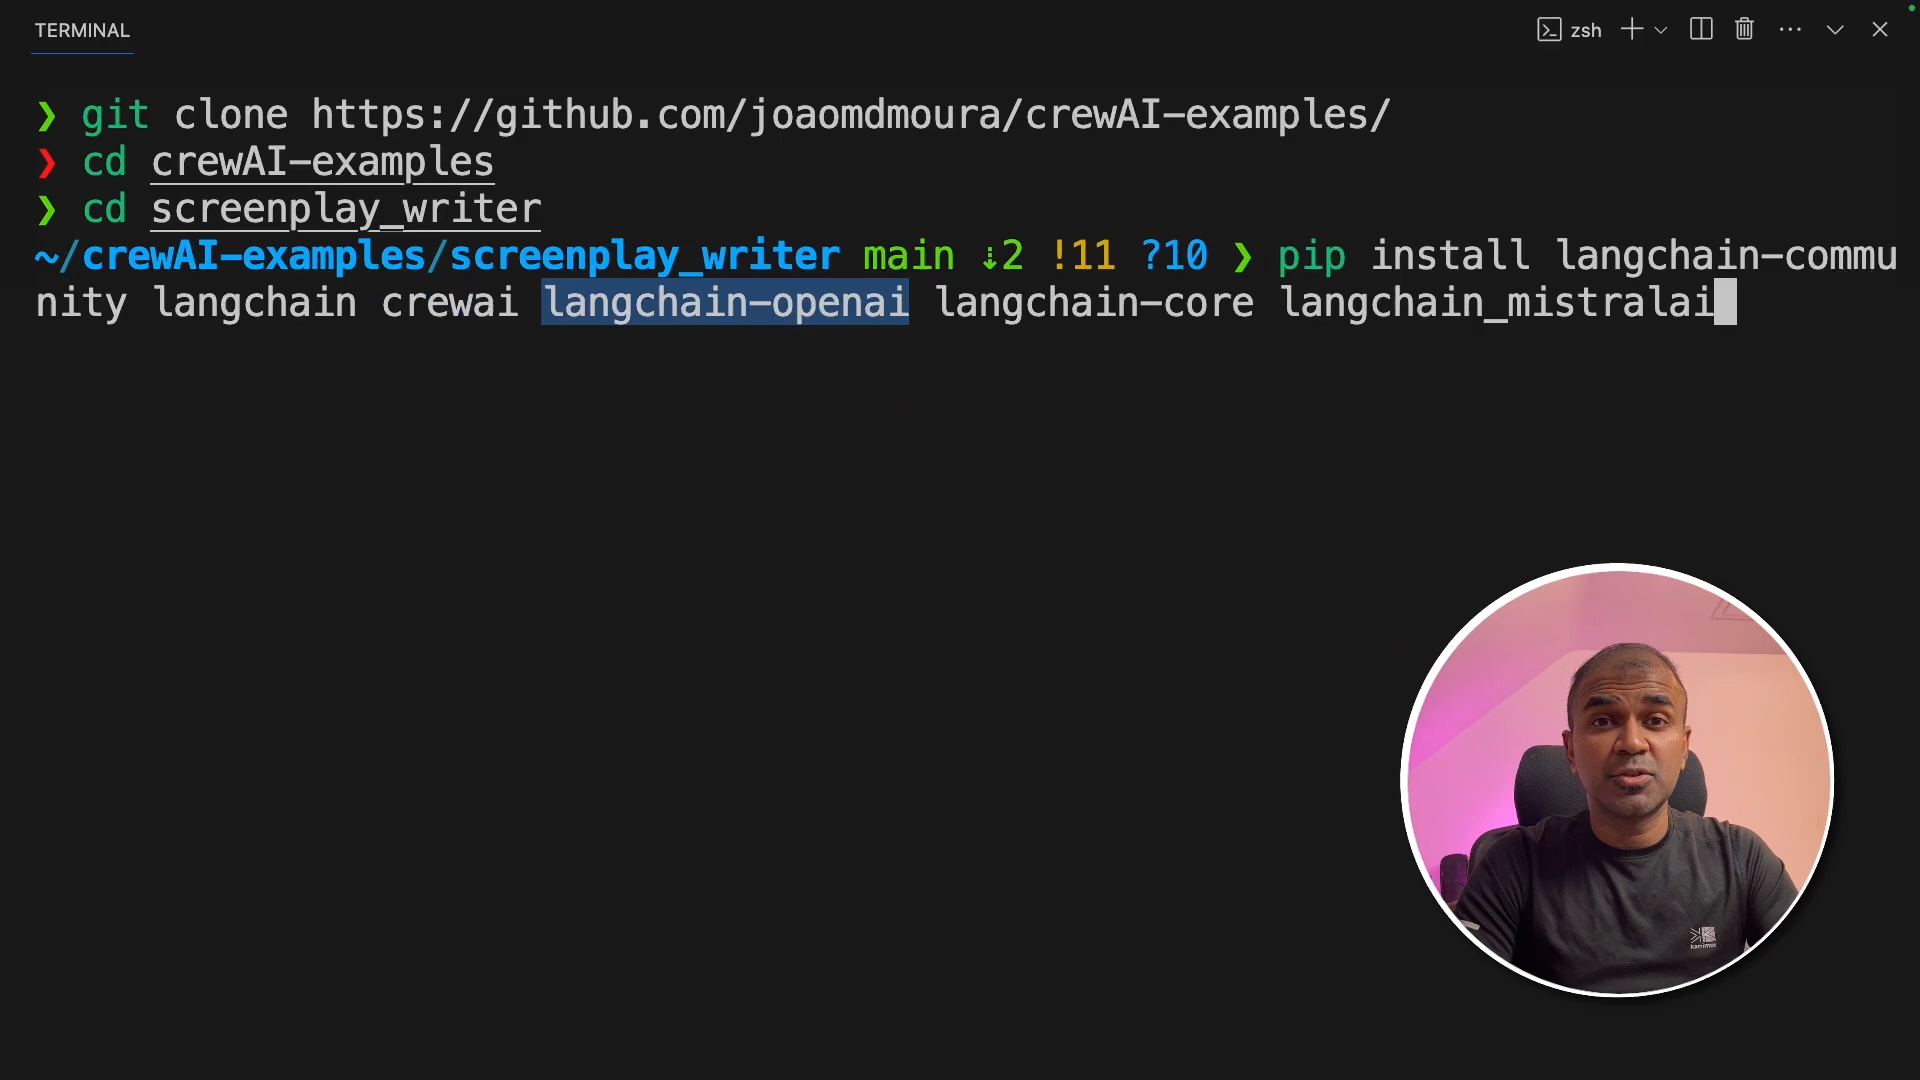 TERMINAL
zsh
❯ git clone https://github.com/joaomdmoura/crewAI-examples/
❯ cd crewAI-examples
❯ cd screenplay_writer
~/crewAI-examples/screenplay_writer main ⇣2 !11 ?10 ❯ pip install langchain-commu
nity langchain crewai langchain-openai langchain-core langchain_mistralai
karrimor